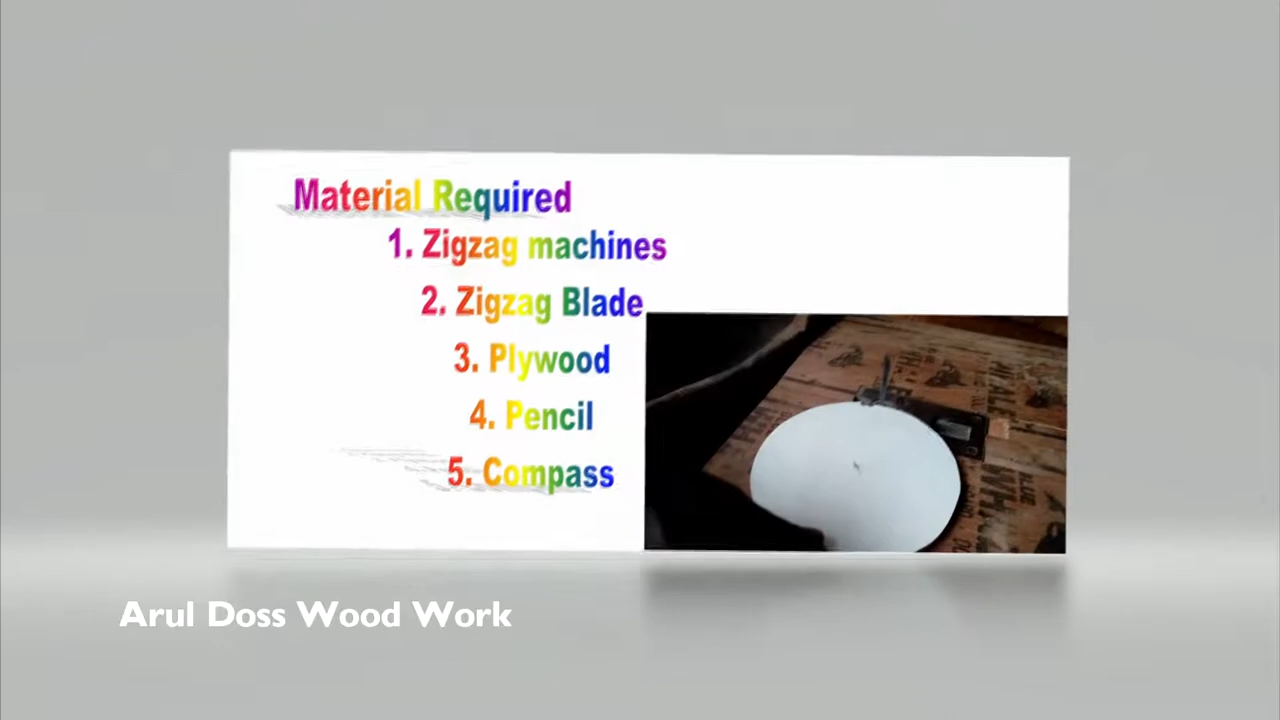 Material Required
1. Zigzag machines
2. Zigzag Blade
3. Plywood
4. Pencil
5. Compass
Arul Doss Wood Work